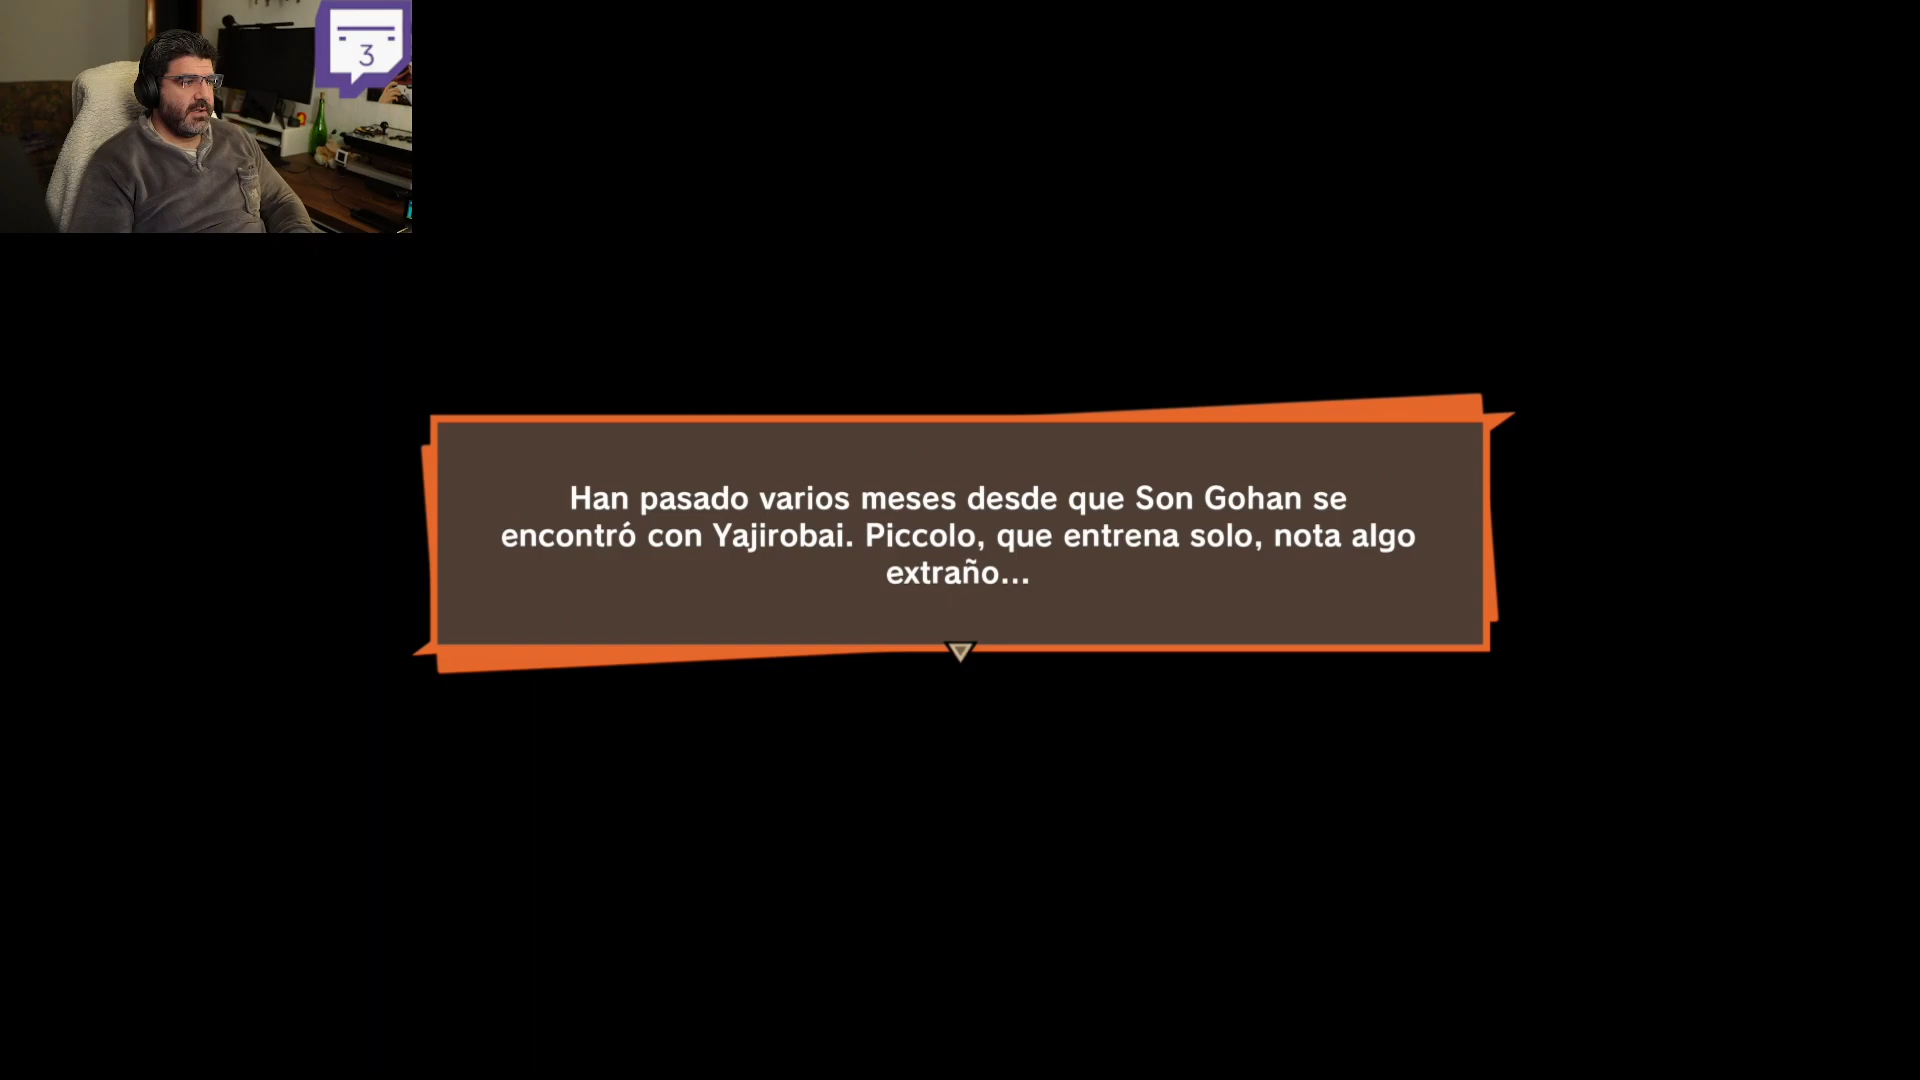 3
Han pasado varios meses desde que Son Gohan se
encontró con Yajirobai. Piccolo, que entrena solo, nota algo
extraño...